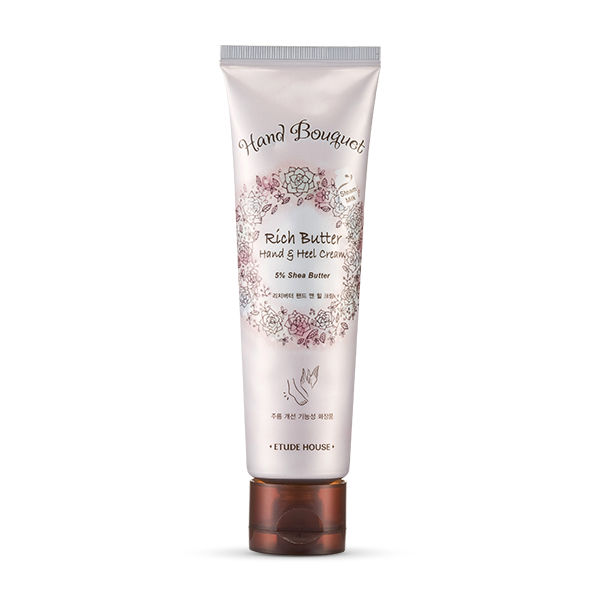 Hand Bouquet
Steam
Milk
Rich Butter
Hand & Heel Cream
5% Shea Butter
리치버터 핸드 앤 힐 크림
주름 개선 기능성 화장품
• ETUDE HOUSE •